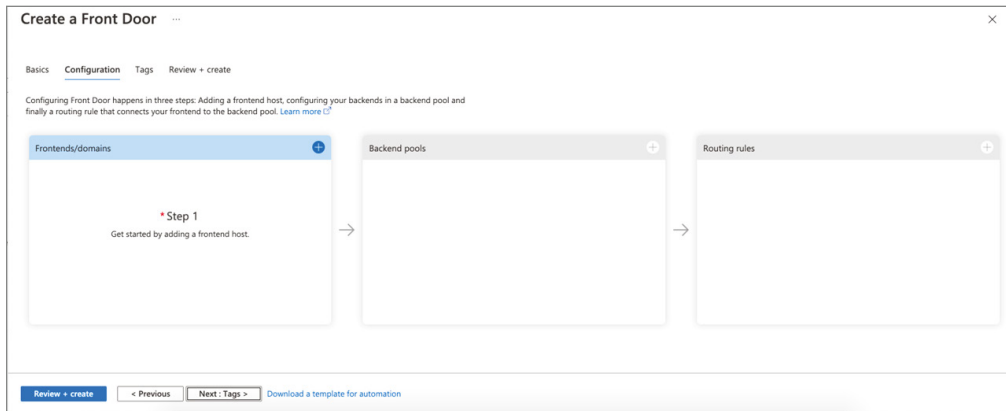 Create a Front Door ...
Basics Configuration Tags Review + create
Configuring Front Door happens in three steps: Adding a frontend host, configuring your backends in a backend pool and
finally a routing rule that connects your frontend to the backend pool. Learn more
Frontends/domains
Backend pools
Routing rules
* Step 1
Get started by adding a frontend host.
Review + create
< Previous
Next : Tags >
Download a template for automation